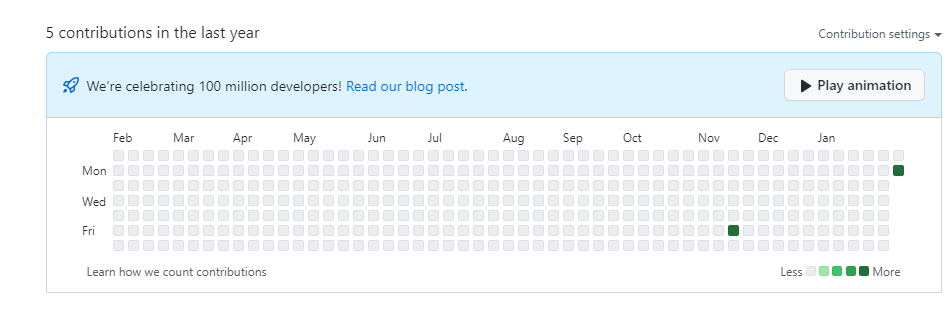 5 contributions in the last year
Contribution settings
We're celebrating 100 million developers! Read our blog post.
Play animation
Feb Mar Apr May Jun Jul Aug Sep Oct Nov Dec Jan
Mon
Wed
Fri
Learn how we count contributions
Less More